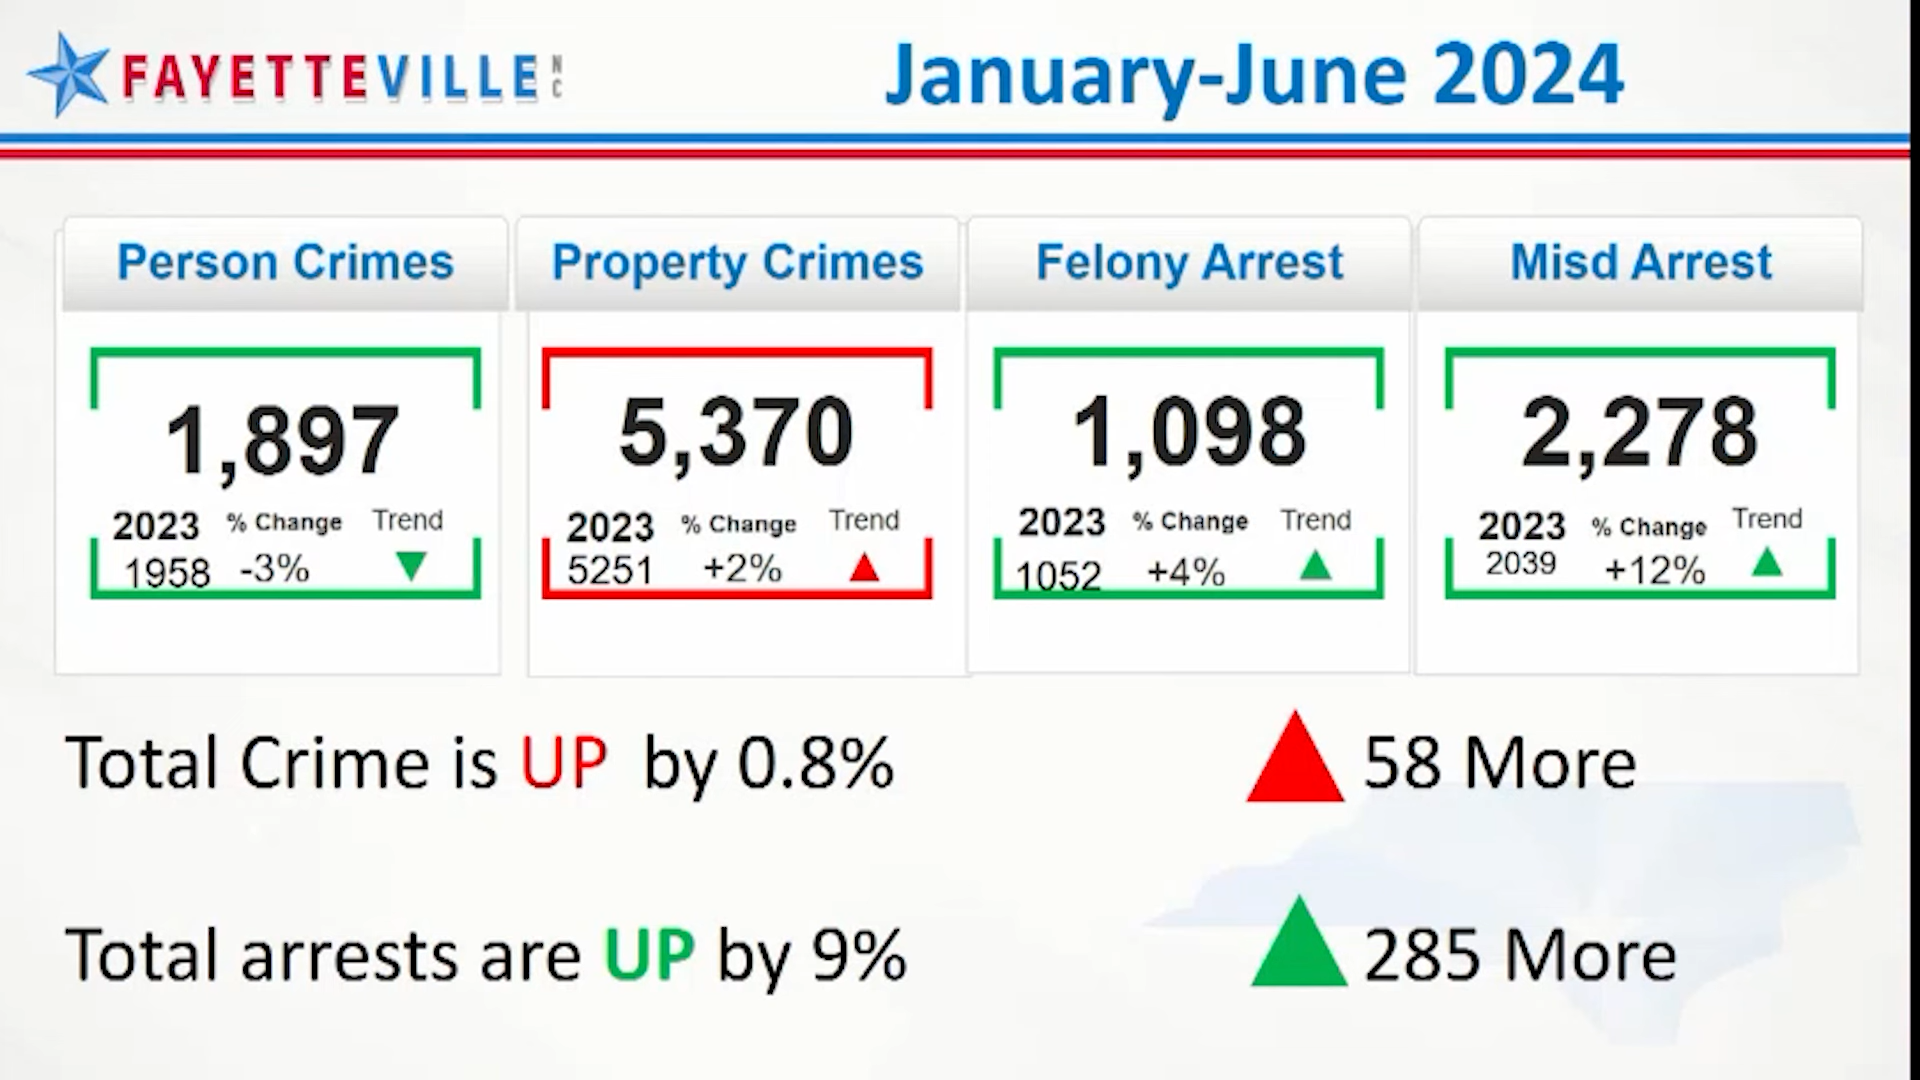 FAYETTEVILLE NC
January-June 2024
Person Crimes
1,897
2023 % Change Trend
1958 -3%
Property Crimes
5,370
2023 % Change Trend
5251 +2%
Felony Arrest
1,098
2023 % Change Trend
1052 +4%
Misd Arrest
2,278
2023 % Change Trend
2039 +12%
Total Crime is UP by 0.8%
58 More
Total arrests are UP by 9%
285 More